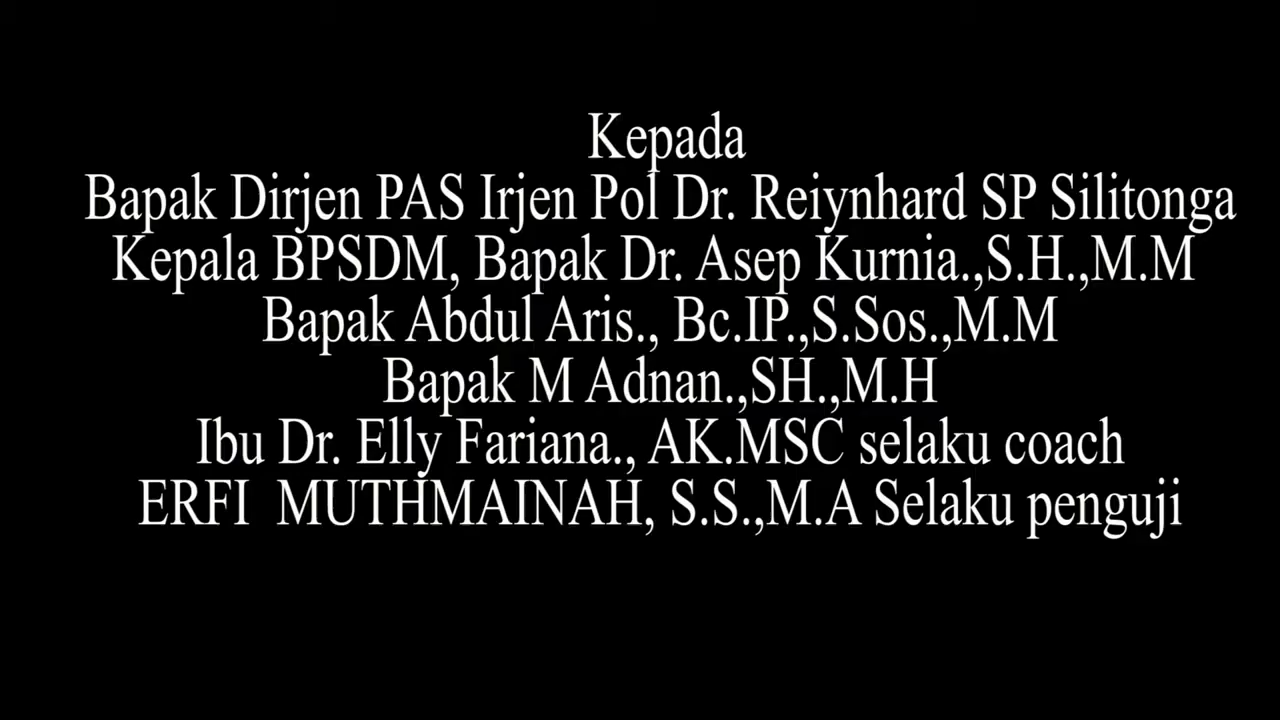 Kepada
Bapak Dirjen PAS Irjen Pol Dr. Reiynhard SP Silitonga
Kepala BPSDM, Bapak Dr. Asep Kurnia.,S.H.,M.M
Bapak Abdul Aris., Bc.IP.,S.Sos.,M.M
Bapak M Adnan.,SH.,M.H
Ibu Dr. Elly Fariana., AK.MSC selaku coach
ERFI  MUTHMAINAH, S.S.,M.A Selaku penguji